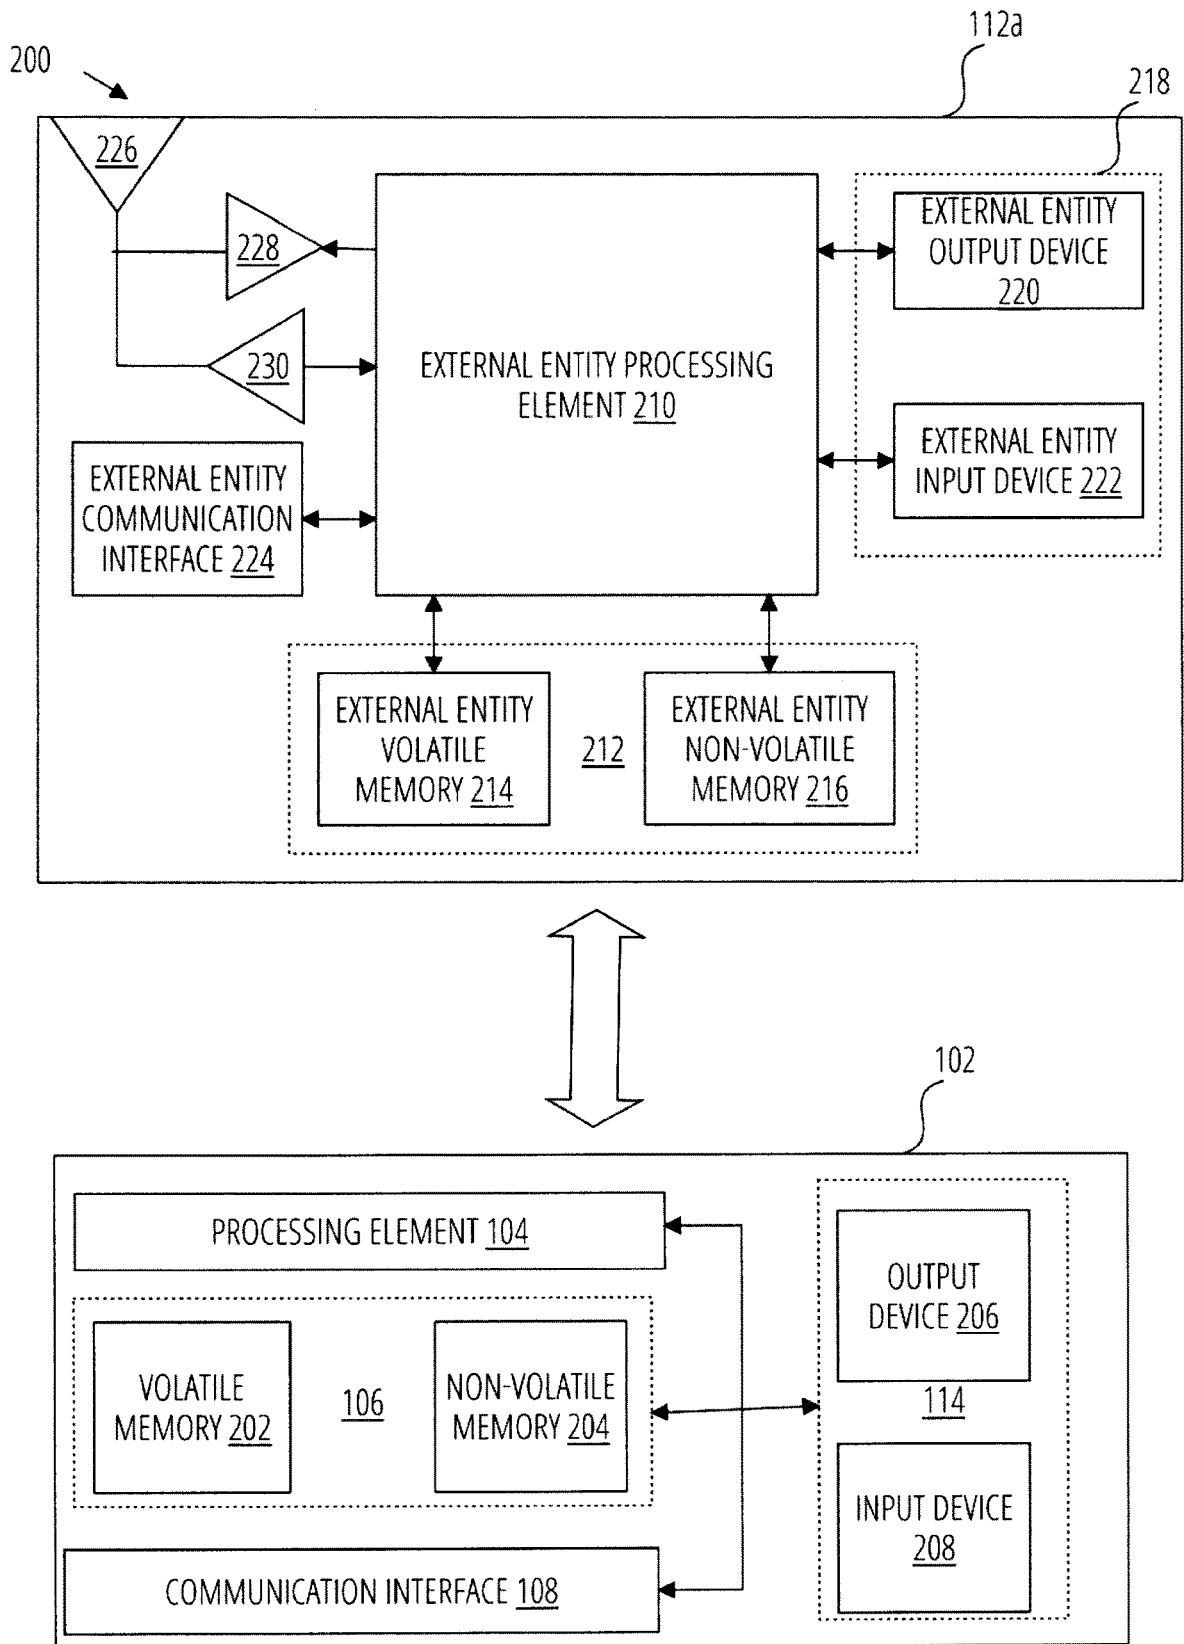 112a
200
218
226
EXTERNAL ENTITY
OUTPUT DEVICE
220
228
230
EXTERNAL ENTITY PROCESSING
ELEMENT 210
EXTERNAL ENTITY
INPUT DEVICE 222
EXTERNAL ENTITY
COMMUNICATION
INTERFACE 224
EXTERNAL ENTITY
VOLATILE
MEMORY 214
212
EXTERNAL ENTITY
NON-VOLATILE
MEMORY 216
102
PROCESSING ELEMENT 104
OUTPUT
DEVICE 206
VOLATILE
MEMORY 202
106
NON-VOLATILE
MEMORY 204
114
INPUT DEVICE
208
COMMUNICATION INTERFACE 108